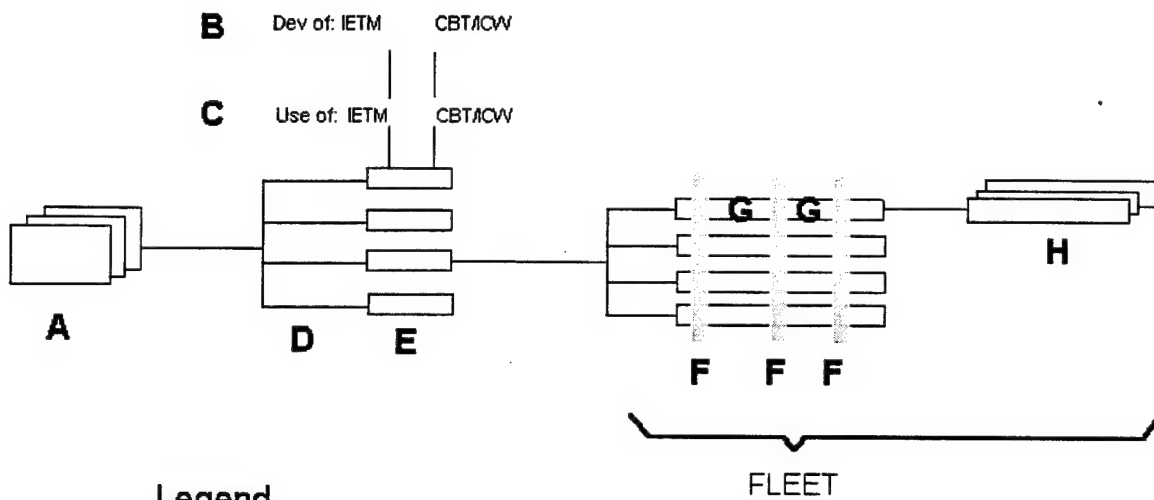 B Dev of: IETM CBT/ICW
C Use of: IETM CBT/ICW
G G
H
A
D E
F F F
FLEET
Legend